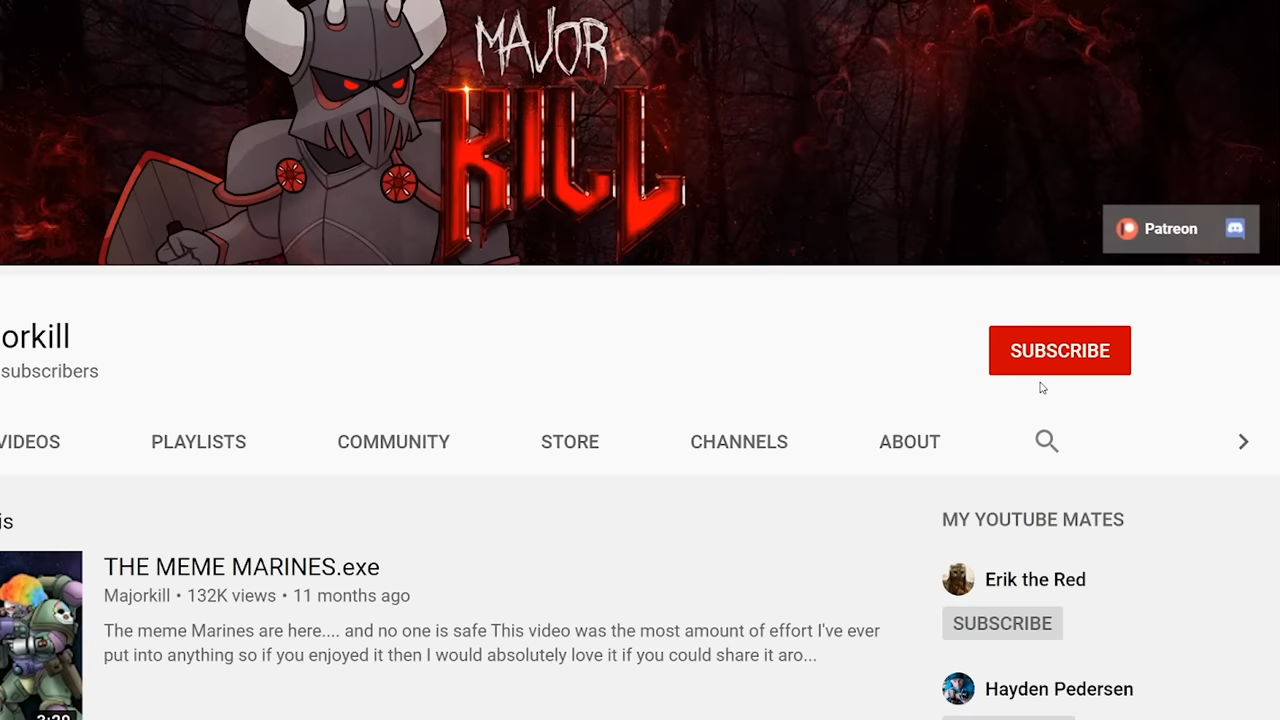 MAJOR
KILL
Patreon
orkill
subscribers
SUBSCRIBE
VIDEOS
PLAYLISTS
COMMUNITY
STORE
CHANNELS
ABOUT
is
THE MEME MARINES.exe
Majorkill • 132K views • 11 months ago
The meme Marines are here.... and no one is safe This video was the most amount of effort I've ever
put into anything so if you enjoyed it then I would absolutely love it if you could share it aro...
3:29
MY YOUTUBE MATES
Erik the Red
SUBSCRIBE
Hayden Pedersen